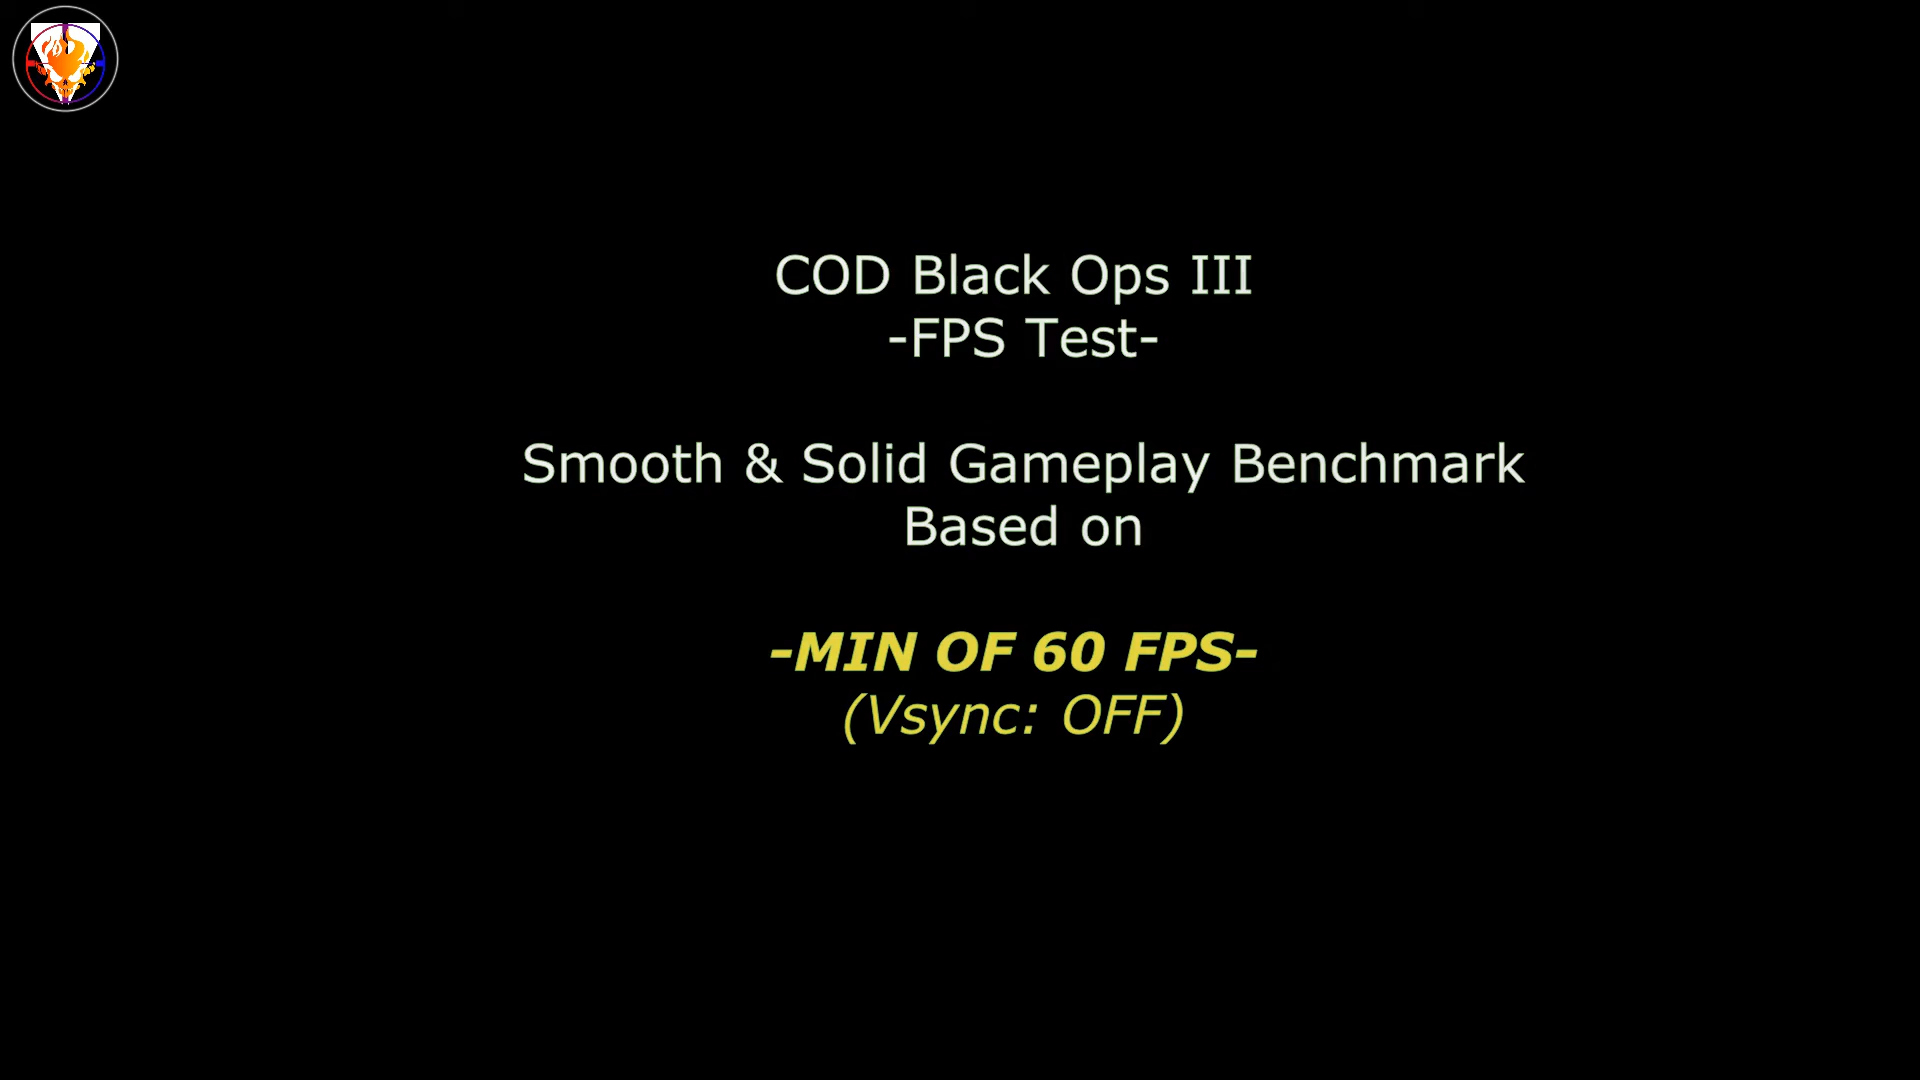 COD Black Ops III
-FPS Test-
Smooth & Solid Gameplay Benchmark
Based on
-MIN OF 60 FPS-
(Vsync: OFF)